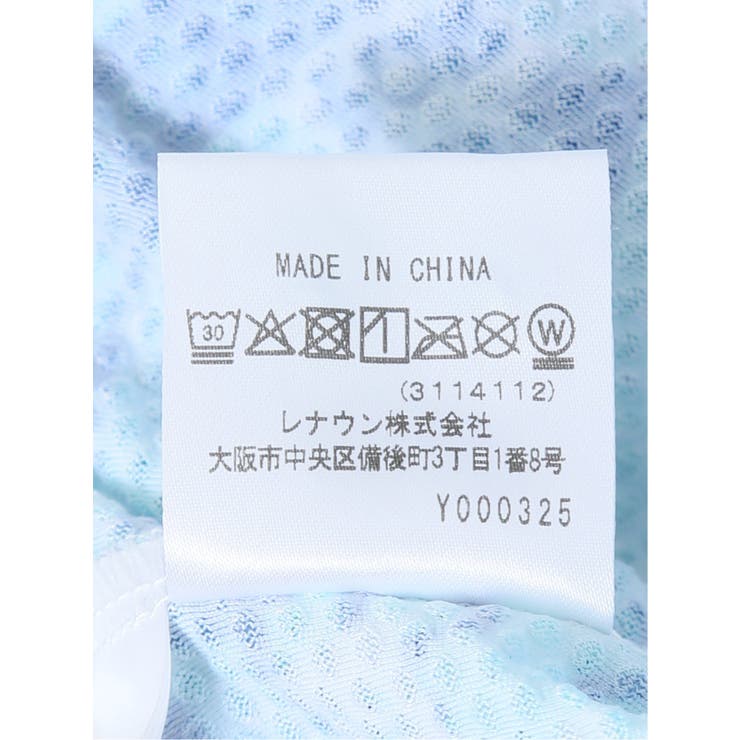 MADE IN CHINA
30 W
(3114112)
レナウン株式会社
大阪市中央区備後町3丁目1番8号
Y000325